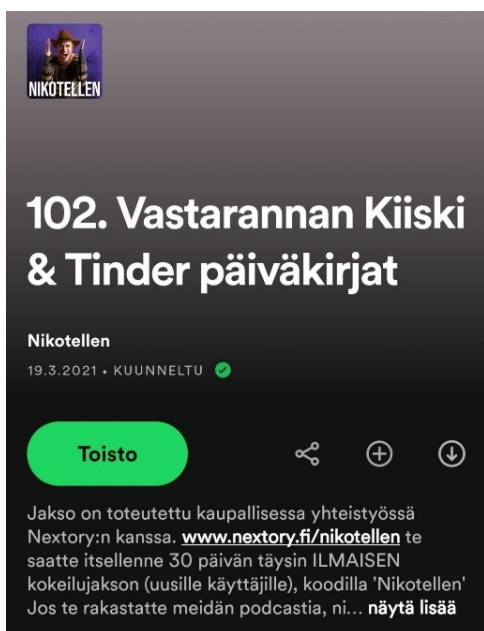 NIKOTELLEN
102. Vastarannan Kiiski
& Tinder päiväkirjat
Nikotellen
19.3.2021 • KUUNNELTU
Toisto
Jakso on toteutettu kaupallisessa yhteistyössä
Nextory:n kanssa. www.nextory.fi/nikotellen te
saatte itsellenne 30 päivän täysin ILMAISEN
kokeilujakson (uusille käyttäjille), koodilla 'Nikotellen'
Jos te rakastatte meidän podcastia, ni... näytä lisää